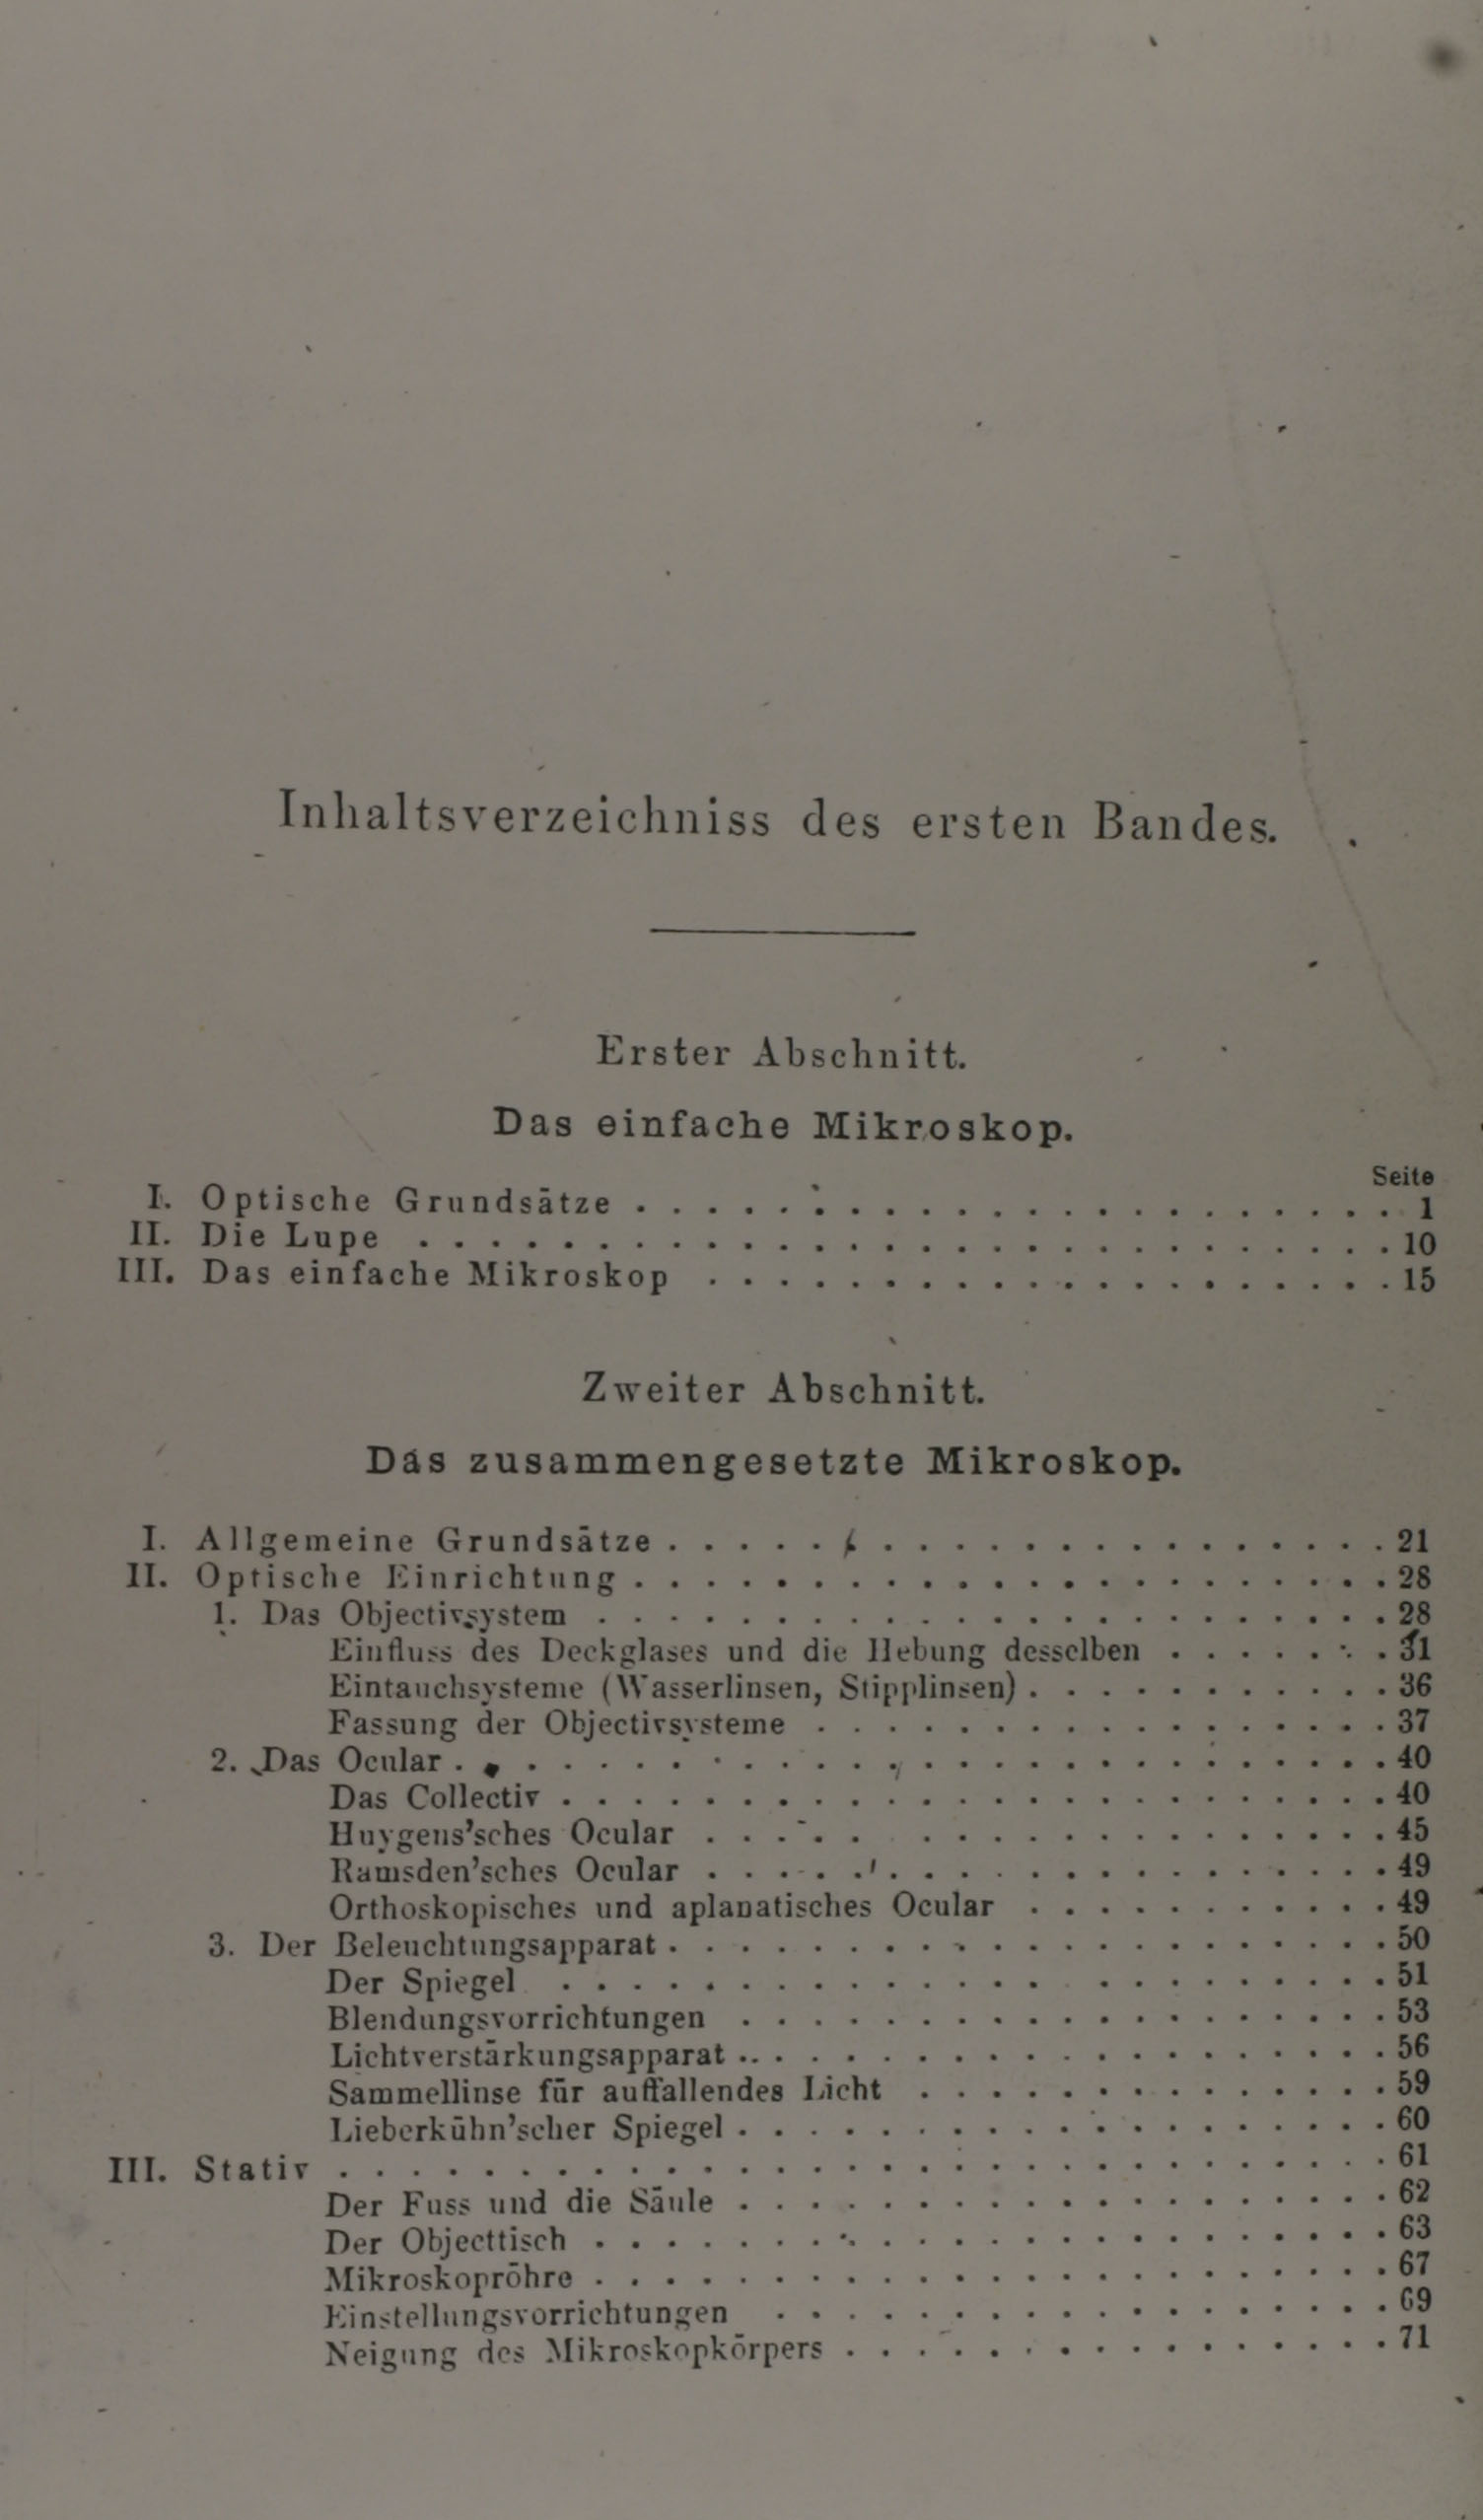 Inhaltsverzeichniss des ersten Bandes.
Erster Abschnitt.
Das einfache Mikroskop.
Seite
I. Optische Grundsätze . . . . . . . . . . . . . . . . . . . . . . 1
II. Die Lupe . . . . . . . . . . . . . . . . . . . . . . . . . . . . 10
III. Das einfache Mikroskop . . . . . . . . . . . . . . . . . . . . 15
Zweiter Abschnitt.
Das zusammengesetzte Mikroskop.
I. Allgemeine Grundsätze . . . . . . . . . . . . . . . . . . . . . 21
II. Optische Einrichtung . . . . . . . . . . . . . . . . . . . . . . 28
1. Das Objectivsystem . . . . . . . . . . . . . . . . . . . . . . . 28
Einfluss des Deckglases und die Hebung desselben . . . . . . . 31
Eintauchsysteme (Wasserlinsen, Stipplinsen) . . . . . . . . . . . 36
Fassung der Objectivsysteme . . . . . . . . . . . . . . . . . 37
2. Das Ocular . . . . . . . . . . . . . . . . . . . . . . . . . . . 40
Das Collectiv . . . . . . . . . . . . . . . . . . . . . . . . 40
Huygens'sches Ocular . . . . . . . . . . . . . . . . . . . 45
Ramsden'sches Ocular . . . . . . . . . . . . . . . . . . . 49
Orthoskopisches und aplanatisches Ocular . . . . . . . . . . . 49
3. Der Beleuchtungsapparat . . . . . . . . . . . . . . . . . . . . . 50
Der Spiegel . . . . . . . . . . . . . . . . . . . . . . . . 51
Blendungsvorrichtungen . . . . . . . . . . . . . . . . . . . 53
Lichtverstärkungsapparat . . . . . . . . . . . . . . . . . . . 56
Sammellinse für auffallendes Licht . . . . . . . . . . . . . . 59
Lieberkühn'scher Spiegel . . . . . . . . . . . . . . . . . . . 60
III. Stativ . . . . . . . . . . . . . . . . . . . . . . . . . . . . . . 61
Der Fuss und die Säule . . . . . . . . . . . . . . . . . . . 62
Der Objecttisch . . . . . . . . . . . . . . . . . . . . . . . 63
Mikroskopröhre . . . . . . . . . . . . . . . . . . . . . . . 67
Einstellungsvorrichtungen . . . . . . . . . . . . . . . . . . 69
Neigung des Mikroskopkörpers . . . . . . . . . . . . . . . . 71